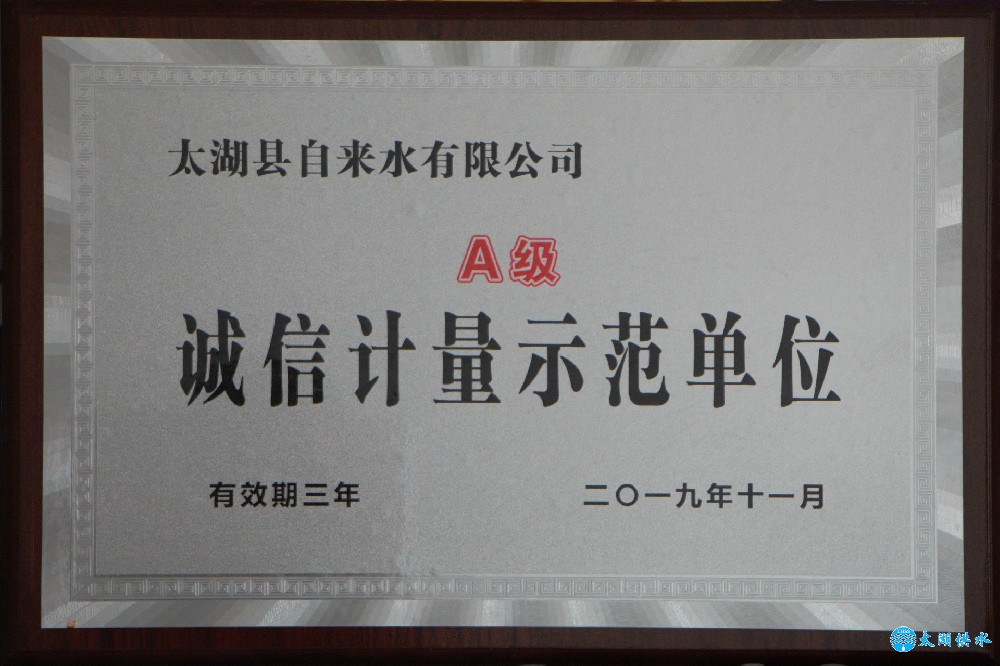 太湖县自来水有限公司
A级
诚信计量示范单位
有效期三年
二〇一九年十一月
太湖供水